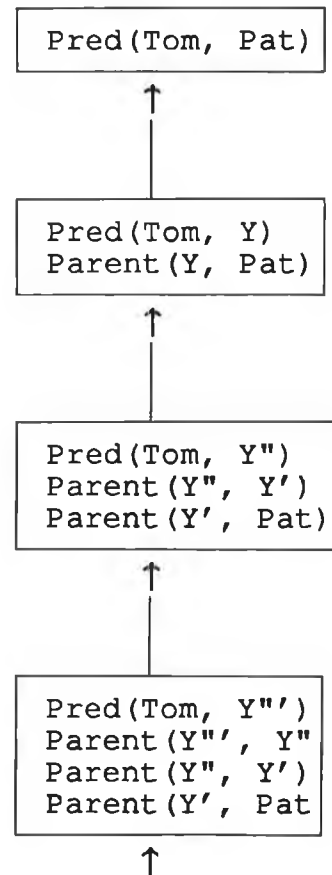 Pred(Tom, Pat)
Pred(Tom, Y)
Parent(Y, Pat)
Pred(Tom, Y")
Parent(Y", Y')
Parent(Y', Pat)
Pred(Tom, Y"')
Parent(Y"', Y"
Parent(Y", Y')
Parent(Y', Pat